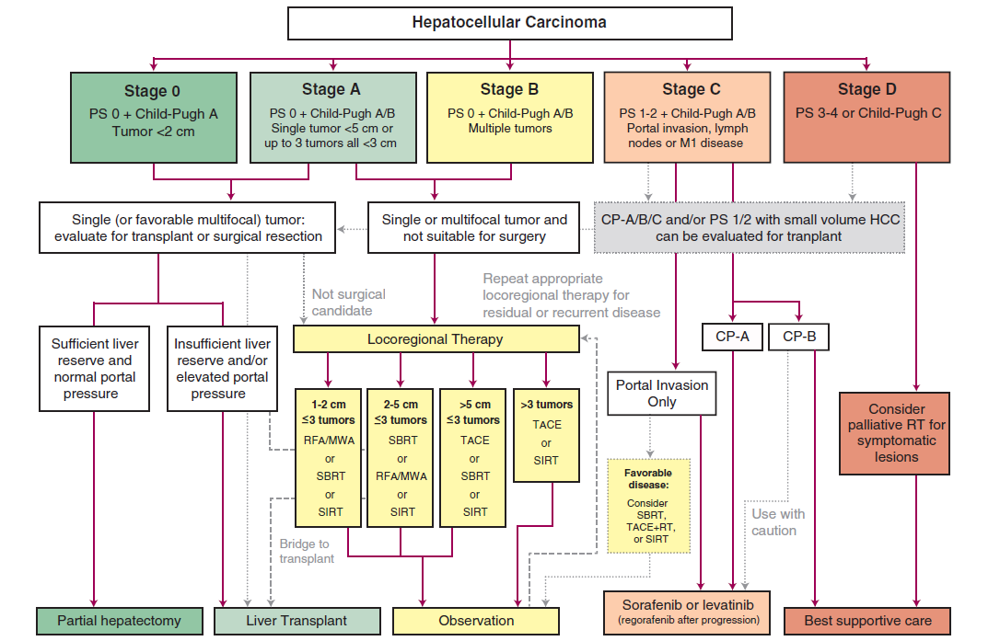 Hepatocellular Carcinoma
Stage 0
PS 0 + Child-Pugh A
Tumor <2 cm
Stage A
PS 0 + Child-Pugh A/B
Single tumor <5 cm or
up to 3 tumors all <3 cm
Stage B
PS 0 + Child-Pugh A/B
Multiple tumors
Stage C
PS 1-2 + Child-Pugh A/B
Portal invasion, lymph
nodes or M1 disease
Stage D
PS 3-4 or Child-Pugh C
Single (or favorable multifocal) tumor:
evaluate for transplant or surgical resection
Single or multifocal tumor and
not suitable for surgery
CP-A/B/C and/or PS 1/2 with small volume HCC
can be evaluated for tranplant
Not surgical
candidate
Repeat appropriate
locoregional therapy for
residual or recurrent disease
Sufficient liver
reserve and
normal portal
pressure
Insufficient liver
reserve and/or
elevated portal
pressure
Locoregional Therapy
CP-A
CP-B
Portal Invasion
Only
1-2 cm
≤3 tumors
RFA/MWA
or
SBRT
or
SIRT
2-5 cm
≤3 tumors
SBRT
or
RFA/MWA
or
SIRT
>5 cm
≤3 tumors
TACE
or
SBRT
or
SIRT
>3 tumors
TACE
or
SIRT
Consider
palliative RT for
symptomatic
lesions
Favorable
disease:
Consider
SBRT,
TACE+RT,
or SIRT
Use with
caution
Bridge to
transplant
Partial hepatectomy
Liver Transplant
Observation
Sorafenib or levatinib
(regorafenib after progression)
Best supportive care